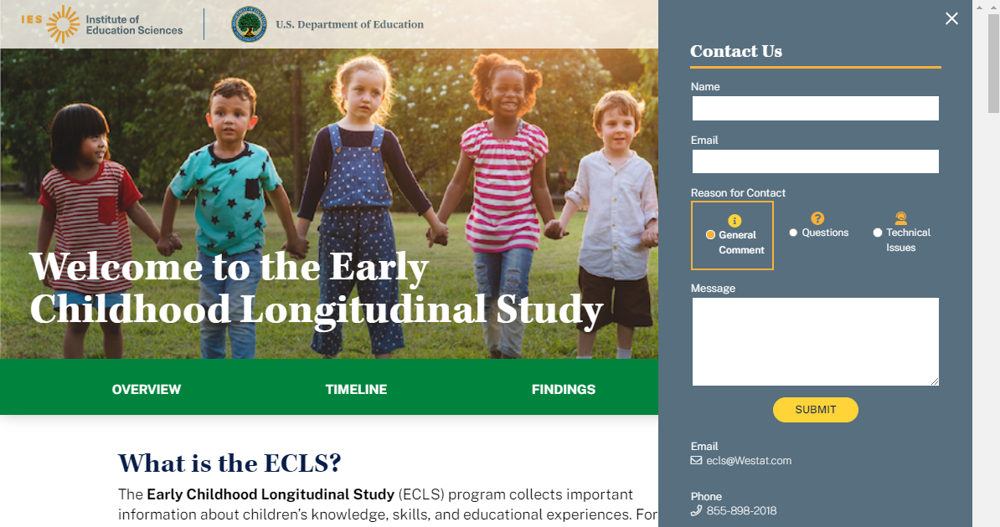 IES
Institute of
Education Sciences
U.S. Department of Education
Welcome to the Early
Childhood Longitudinal Study
OVERVIEW
TIMELINE
FINDINGS
What is the ECLS?
The Early Childhood Longitudinal Study (ECLS) program collects important
information about children’s knowledge, skills, and educational experiences. For
Contact Us
Name
Email
Reason for Contact
General
Comment
Questions
Technical
Issues
Message
SUBMIT
Email
ecls@Westat.com
Phone
855-898-2018